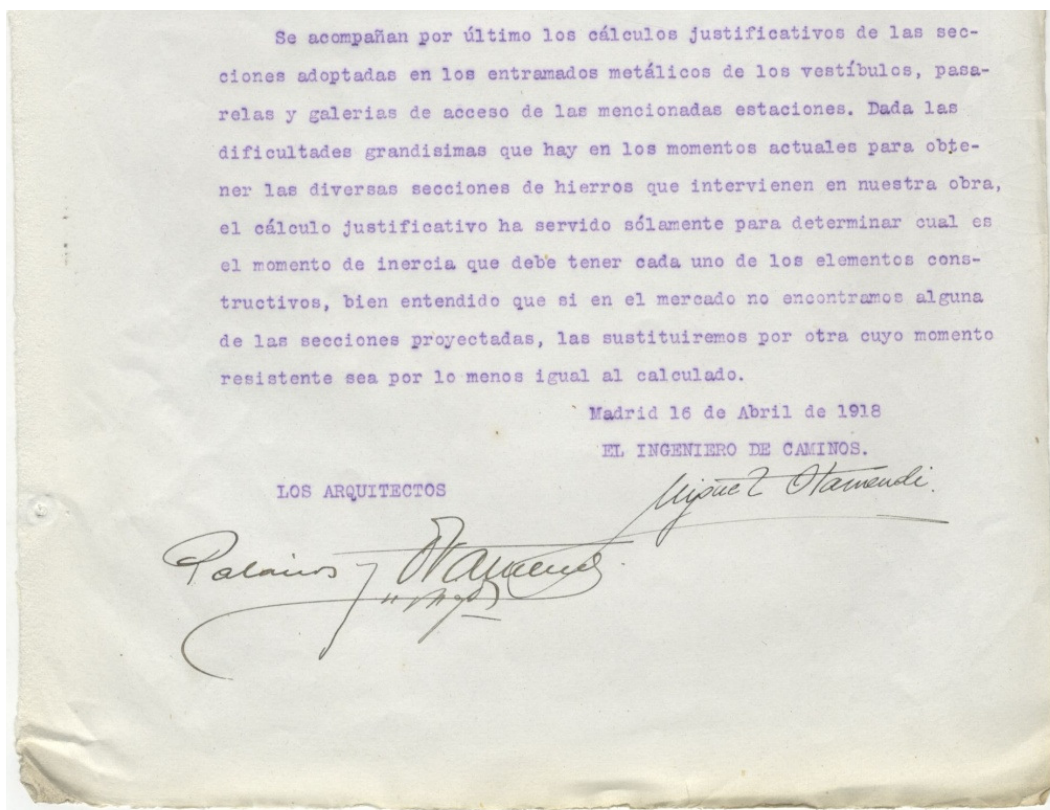 Se acompañan por último los cálculos justificativos de las sec-
ciones adoptadas en los entramados metálicos de los vestíbulos, pasa-
relas y galerias de acceso de las mencionadas estaciones. Dada las
dificultades grandisimas que hay en los momentos actuales para obte-
ner las diversas secciones de hierros que intervienen en nuestra obra,
el cálculo justificativo ha servido sólamente para determinar cual es
el momento de inercia que debe tener cada uno de los elementos cons-
tructivos, bien entendido que si en el mercado no encontramos alguna
de las secciones proyectadas, las sustituiremos por otra cuyo momento
resistente sea por lo menos igual al calculado.
Madrid 16 de Abril de 1918
EL INGENIERO DE CAMINOS.
Miguel Otamendi.
LOS ARQUITECTOS
Palacios y Otamendi